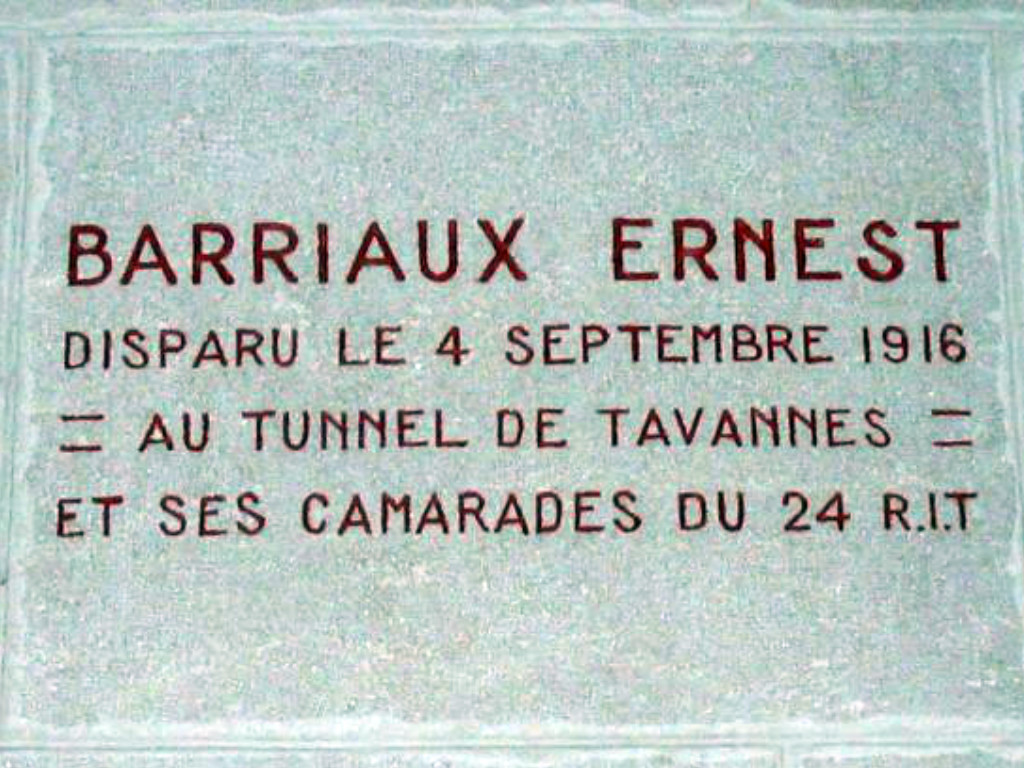 BARRIAUX ERNEST
DISPARU LE 4 SEPTEMBRE 1916
= AU TUNNEL DE TAVANNES =
ET SES CAMARADES DU 24 R.I.T